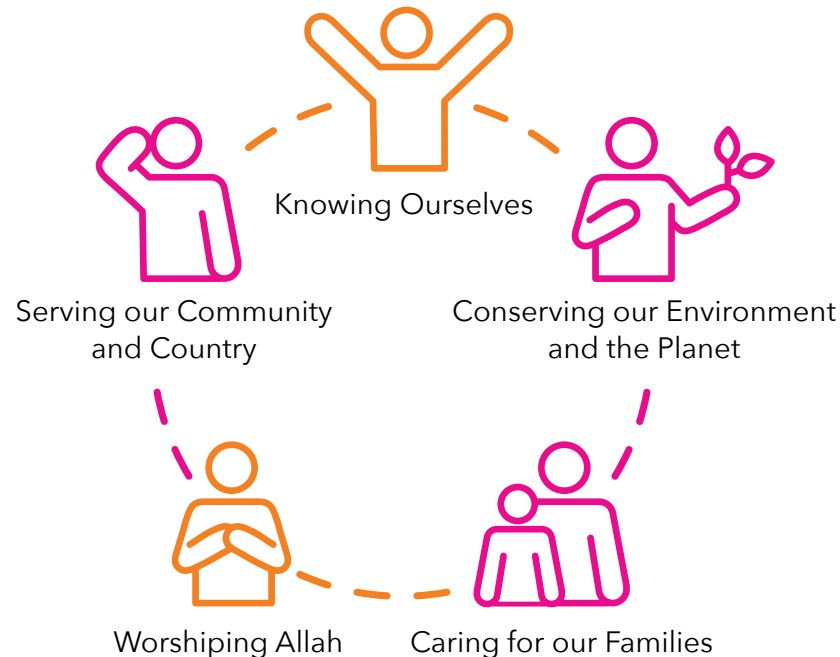 Knowing Ourselves
Serving our Community
and Country
Conserving our Environment
and the Planet
Worshiping Allah
Caring for our Families